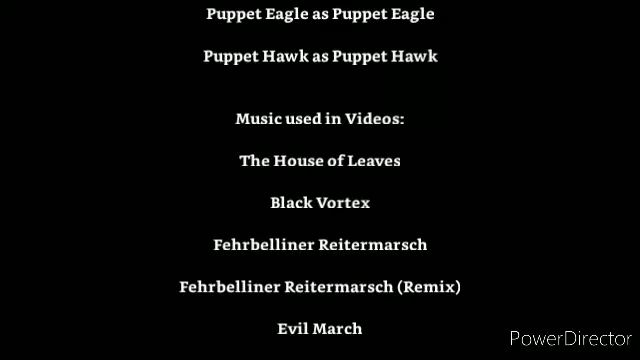 Puppet Eagle as Puppet Eagle
Puppet Hawk as Puppet Hawk
Music used in Videos:
The House of Leaves
Black Vortex
Fehrbelliner Reitermarsch
Fehrbelliner Reitermarsch (Remix)
Evil March
PowerDirector